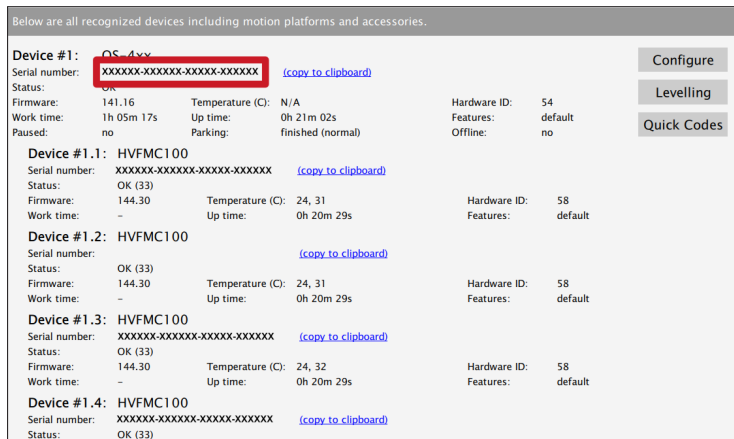 Below are all recognized devices including motion platforms and accessories.
Device #1: QS-4xx
Configure
Serial number: XXXXXX-XXXXXX-XXXXX-XXXXXX (copy to clipboard)
Status: OK
Levelling
Firmware: 141.16 Temperature (C): N/A Hardware ID: 54
Work time: 1h 05m 17s Up time: 0h 21m 02s Features: default
Quick Codes
Paused: no Parking: finished (normal) Offline: no
Device #1.1: HVFMC100
Serial number: XXXXXX-XXXXXX-XXXXX-XXXXXX (copy to clipboard)
Status: OK (33)
Firmware: 144.30 Temperature (C): 24, 31 Hardware ID: 58
Work time: – Up time: 0h 20m 29s Features: default
Device #1.2: HVFMC100
Serial number: (copy to clipboard)
Status: OK (33)
Firmware: 144.30 Temperature (C): 24, 31 Hardware ID: 58
Work time: – Up time: 0h 20m 29s Features: default
Device #1.3: HVFMC100
Serial number: XXXXXX-XXXXXX-XXXXX-XXXXXX (copy to clipboard)
Status: OK (33)
Firmware: 144.30 Temperature (C): 24, 32 Hardware ID: 58
Work time: – Up time: 0h 20m 29s Features: default
Device #1.4: HVFMC100
Serial number: XXXXXX-XXXXXX-XXXXX-XXXXXX (copy to clipboard)
Status: OK (33)